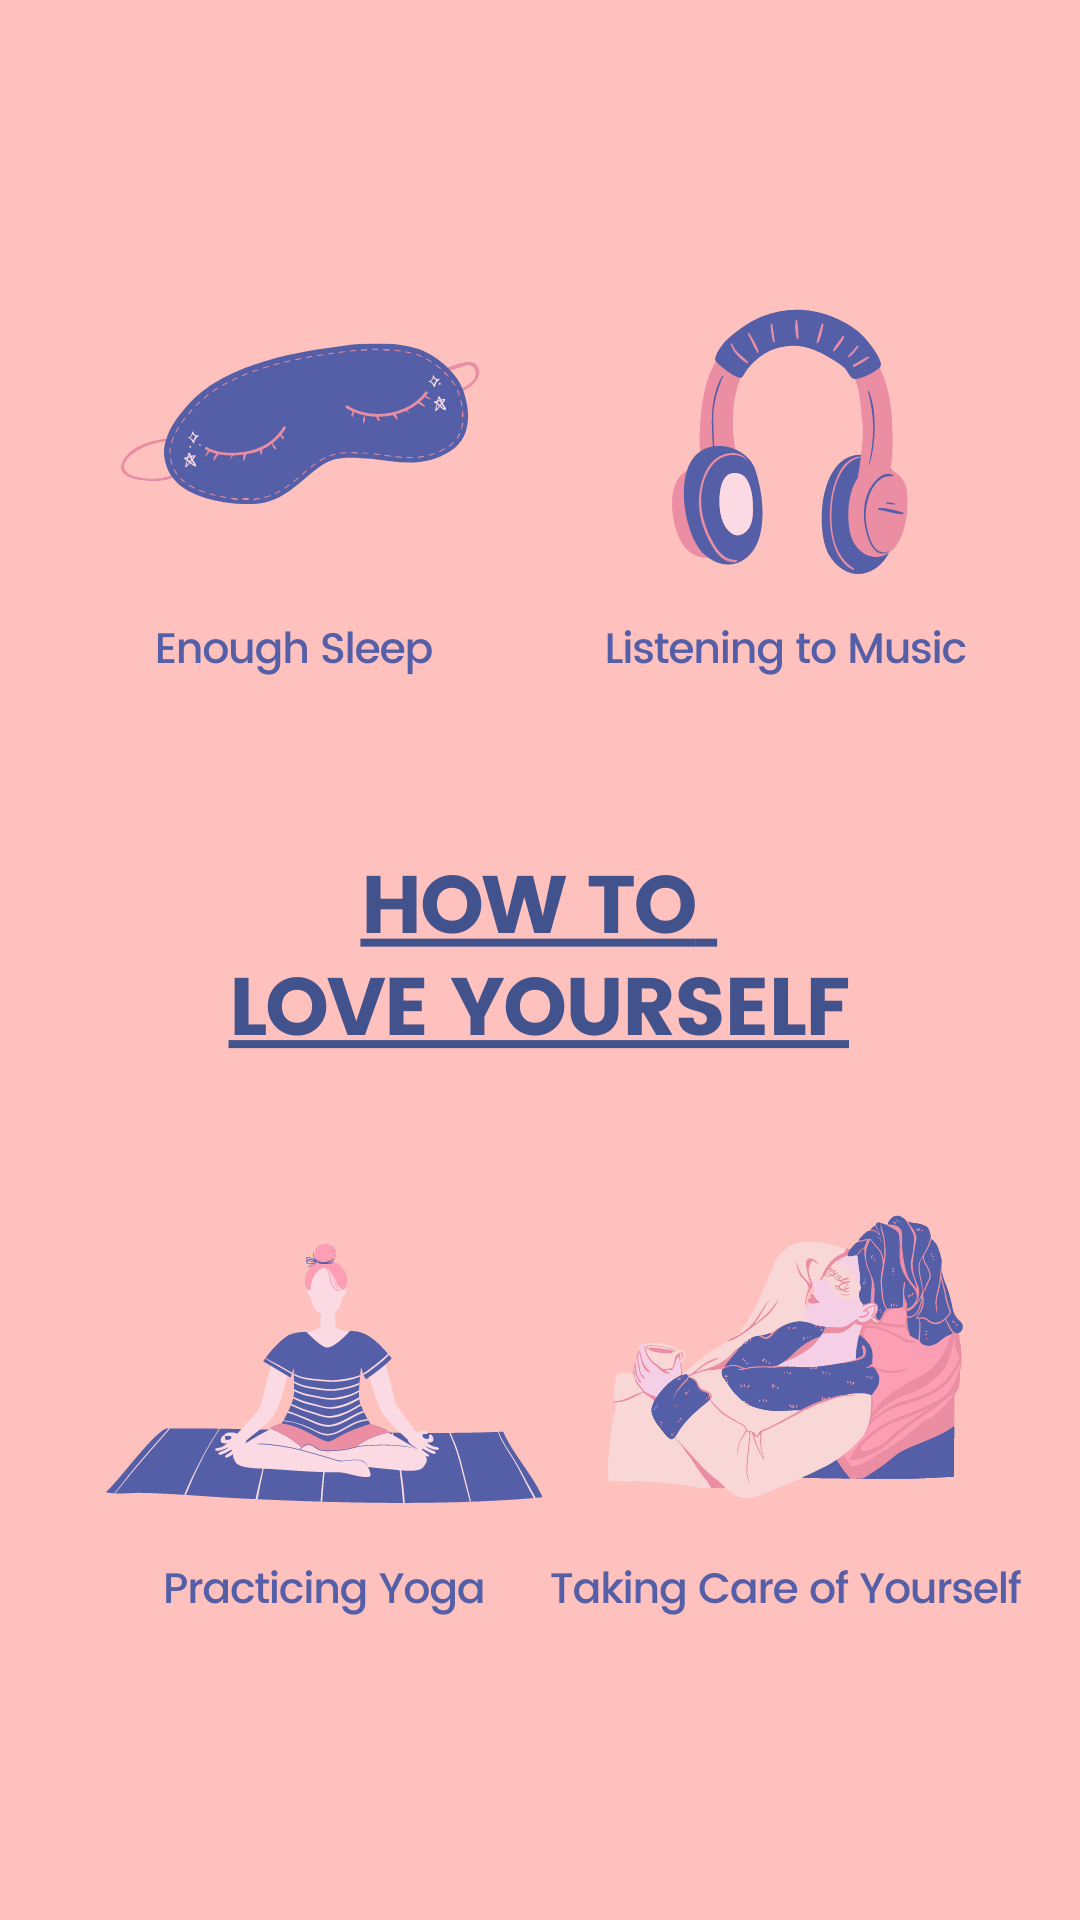 Enough Sleep
Listening to Music
HOW TO
LOVE YOURSELF
Practicing Yoga
Taking Care of Yourself